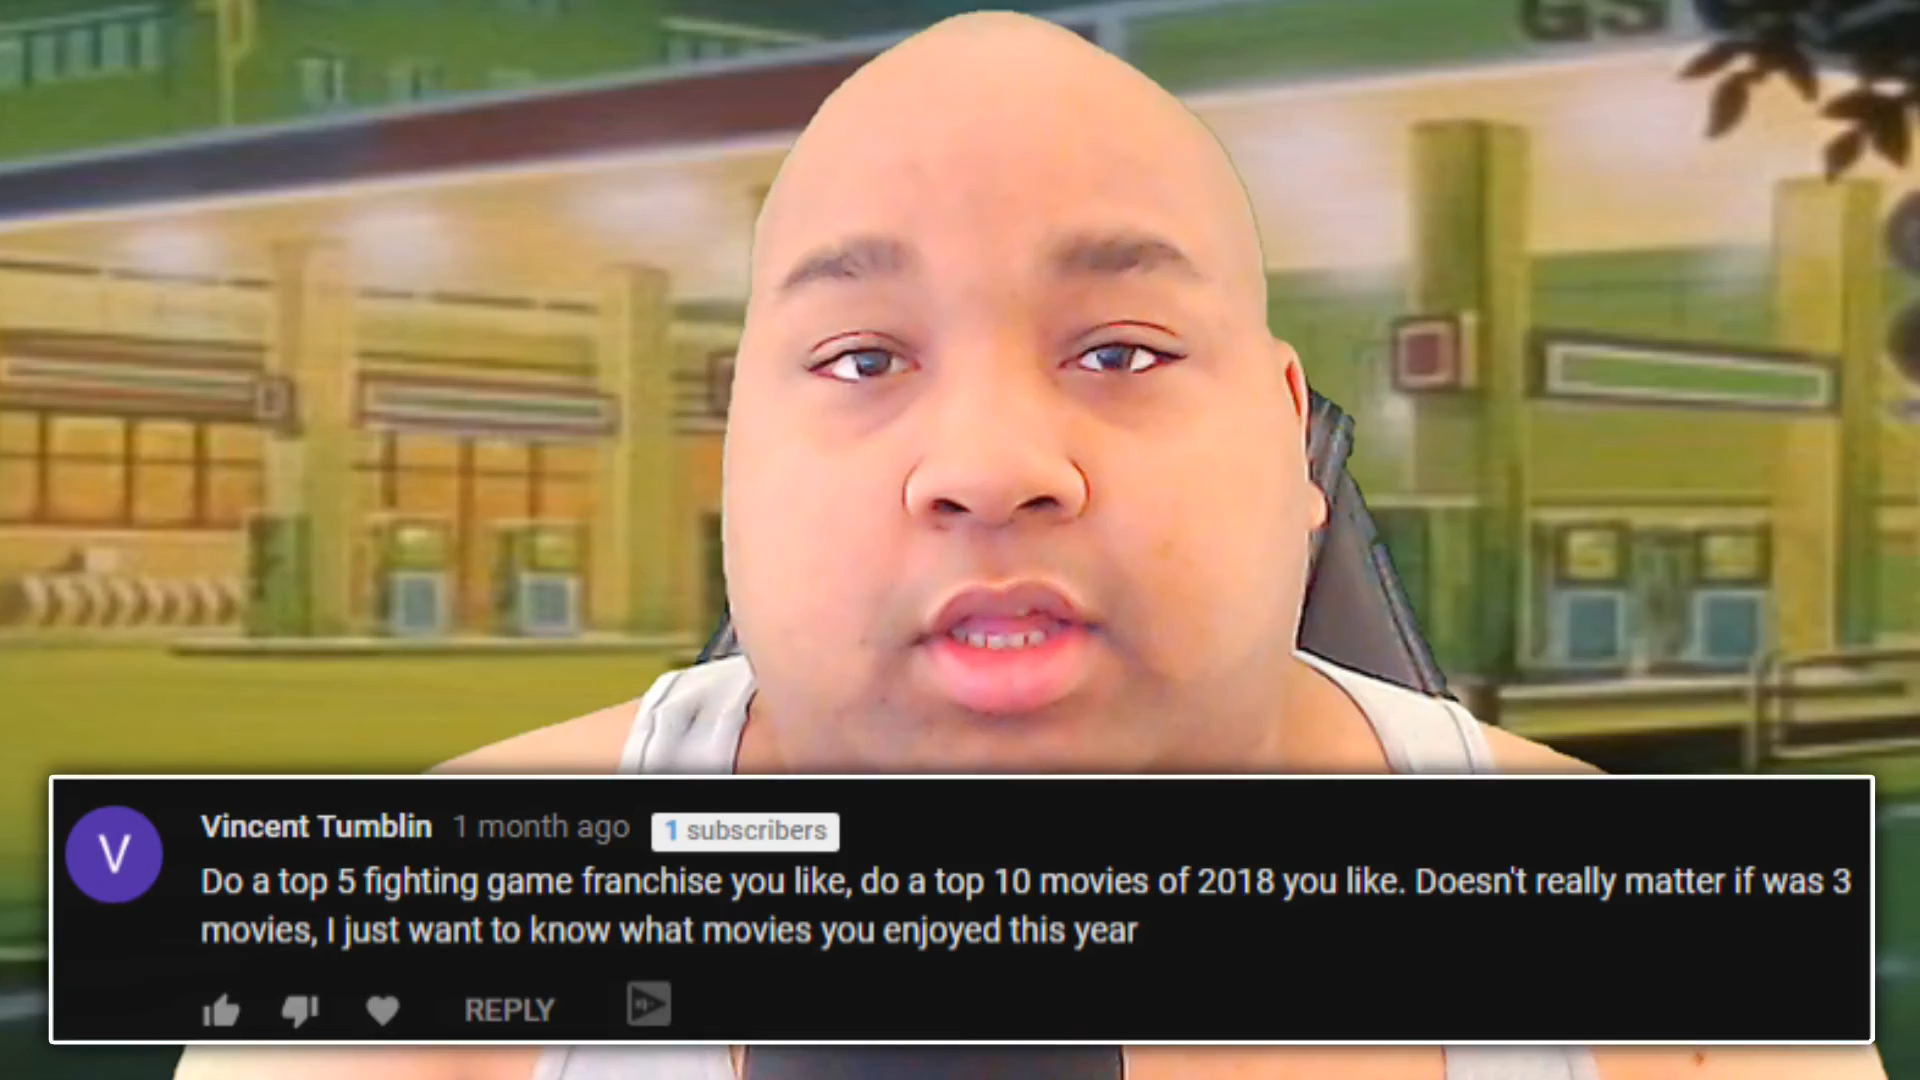 GS
V
Vincent Tumblin 1 month ago 1 subscribers
Do a top 5 fighting game franchise you like, do a top 10 movies of 2018 you like. Doesn't really matter if was 3
movies, I just want to know what movies you enjoyed this year
REPLY